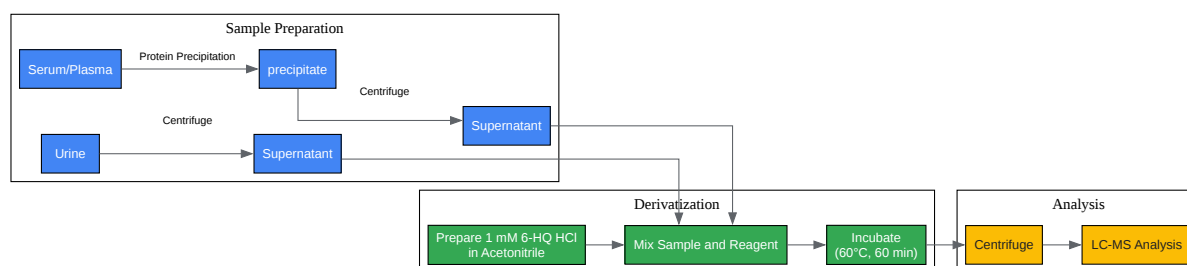 Sample Preparation
Protein Precipitation
Serum/Plasma
precipitate
Centrifuge
Centrifuge
Supernatant
Urine
Supernatant
Derivatization
Analysis
Prepare 1 mM 6-HQ HCl
in Acetonitrile
Mix Sample and Reagent
Incubate
(60°C, 60 min)
Centrifuge
LC-MS Analysis